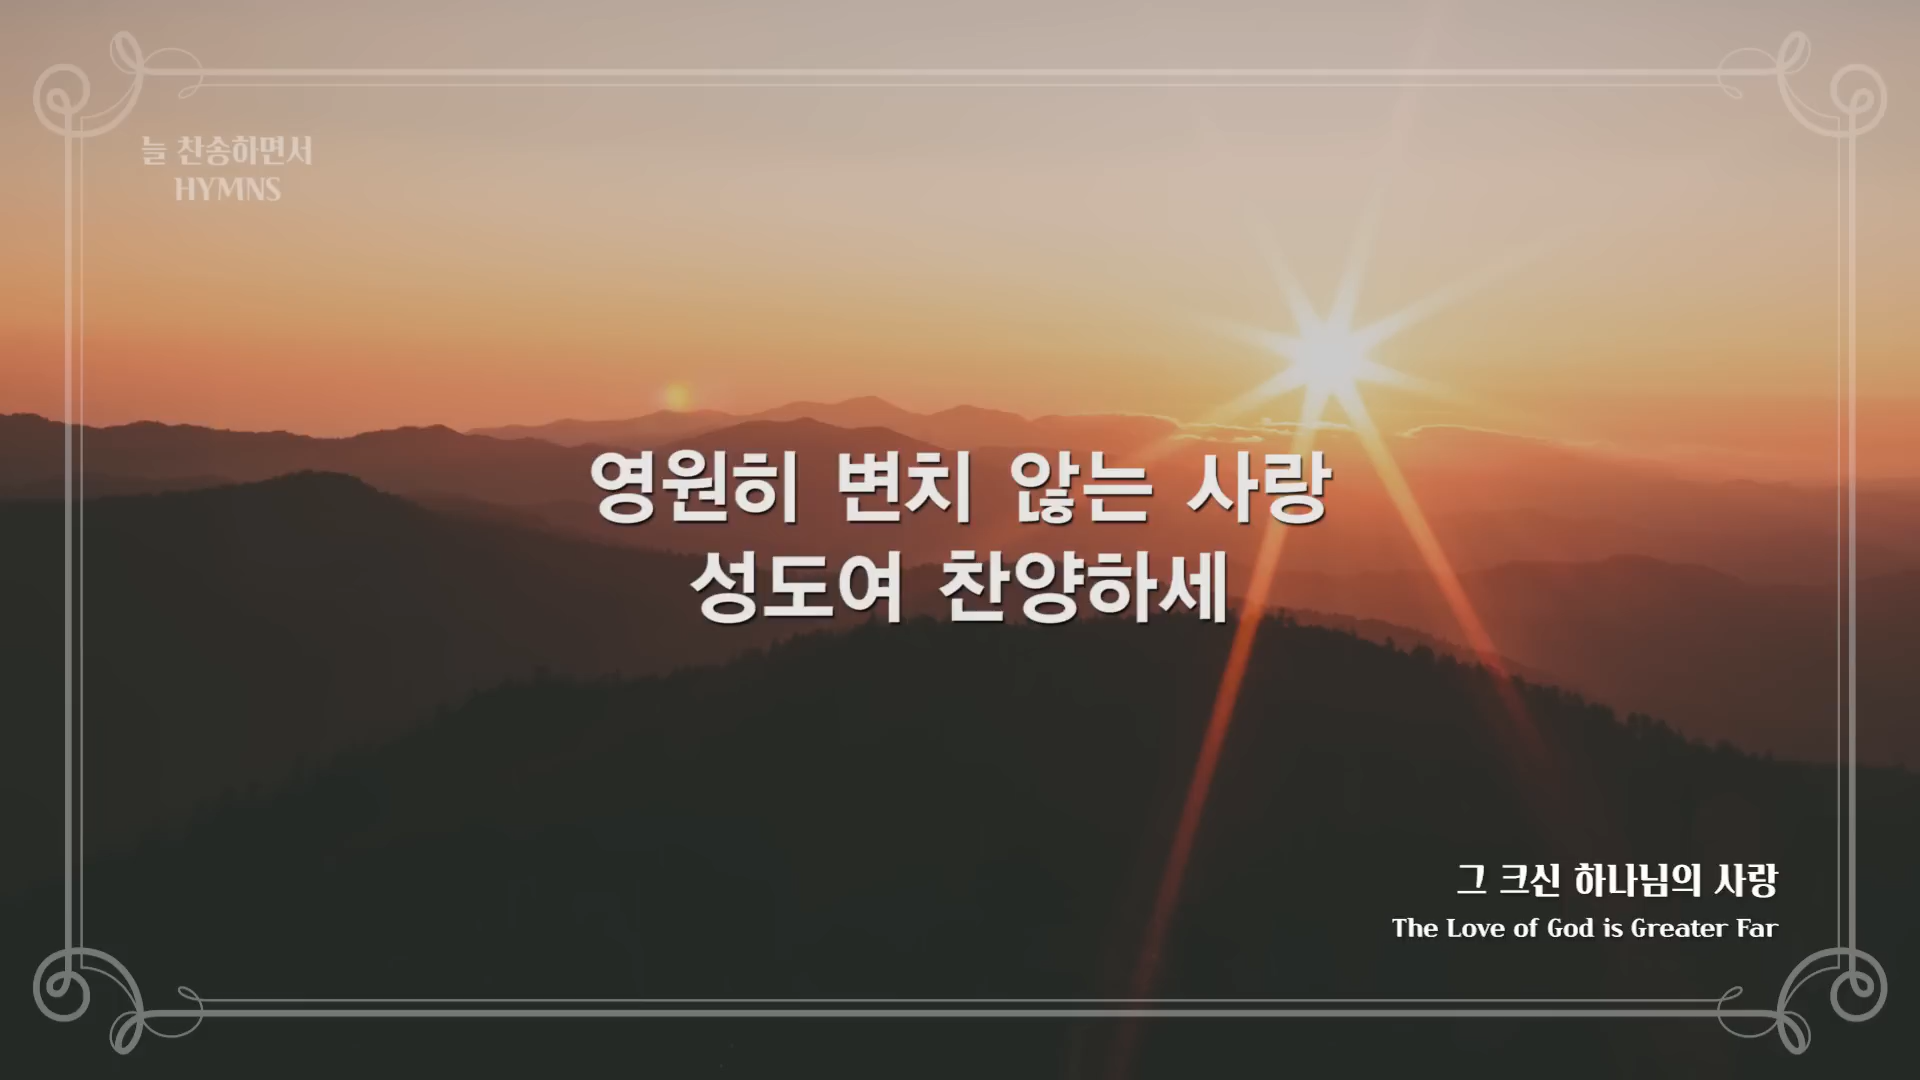 늘 찬송하면서
HYMNS
영원히 변치 않는 사랑
성도여 찬양하세
그 크신 하나님의 사랑
The Love of God is Greater Far